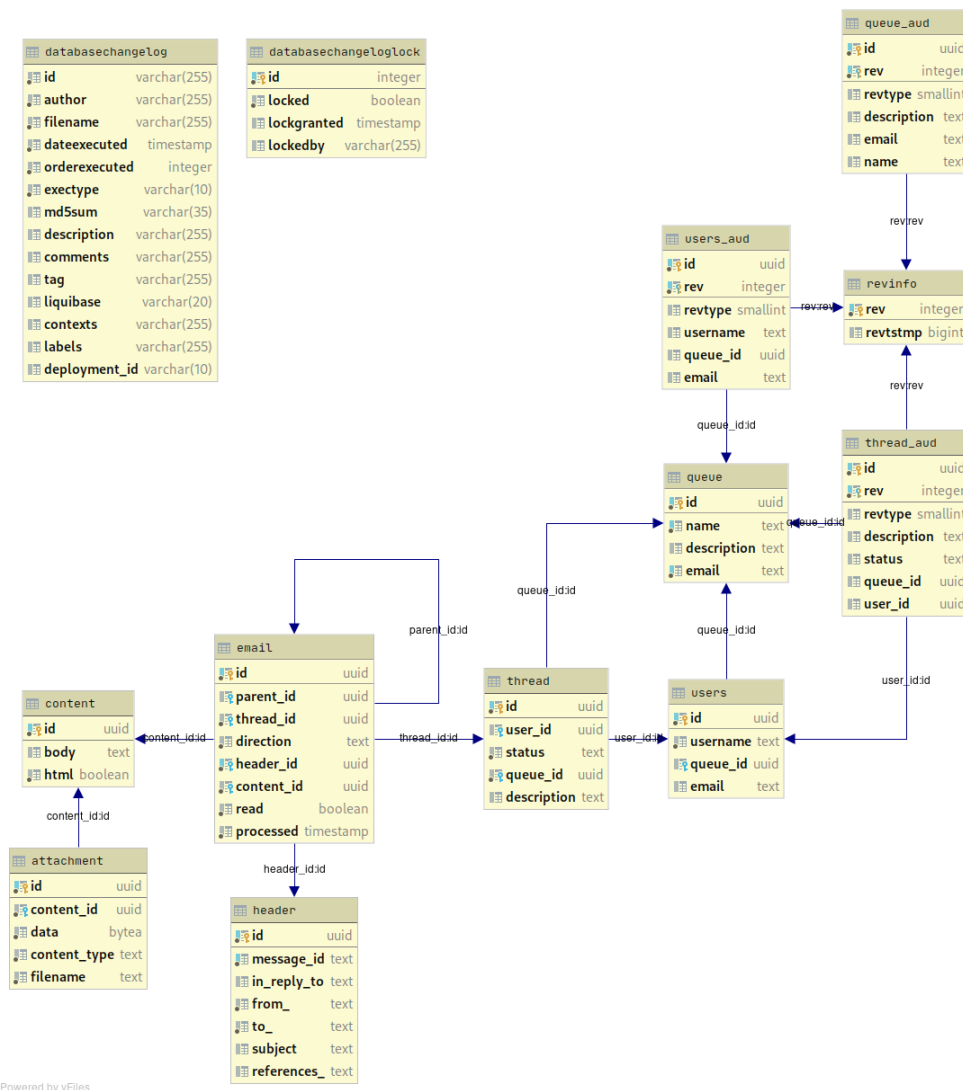 databasechangelog
id varchar(255)
author varchar(255)
filename varchar(255)
dateexecuted timestamp
orderexecuted integer
exectype varchar(10)
md5sum varchar(35)
description varchar(255)
comments varchar(255)
tag varchar(255)
liquibase varchar(20)
contexts varchar(255)
labels varchar(255)
deployment_id varchar(10)
databasechangeloglock
id integer
locked boolean
lockgranted timestamp
lockedby varchar(255)
queue_aud
id uuid
rev integer
revtype smallint
description text
email text
name text
rev:rev
users_aud
id uuid
rev integer
revtype smallint
username text
queue_id uuid
email text
rev:rev
revinfo
rev integer
revtstmp bigint
rev:rev
queue_id:id
thread_aud
id uuid
rev integer
revtype smallint
description text
status text
queue_id uuid
user_id uuid
queue_id:id
queue
id uuid
name text
description text
email text
queue_id:id
queue_id:id
user_id:id
parent_id:id
email
id uuid
parent_id uuid
thread_id uuid
direction text
header_id uuid
content_id uuid
read boolean
processed timestamp
thread_id:id
thread
id uuid
user_id uuid
status text
queue_id uuid
description text
user_id:id
users
id uuid
username text
queue_id uuid
email text
content
id uuid
body text
html boolean
content_id:id
content_id:id
attachment
id uuid
content_id uuid
data bytea
content_type text
filename text
header_id:id
header
id uuid
message_id text
in_reply_to text
from_ text
to_ text
subject text
references_ text
Powered by yFiles